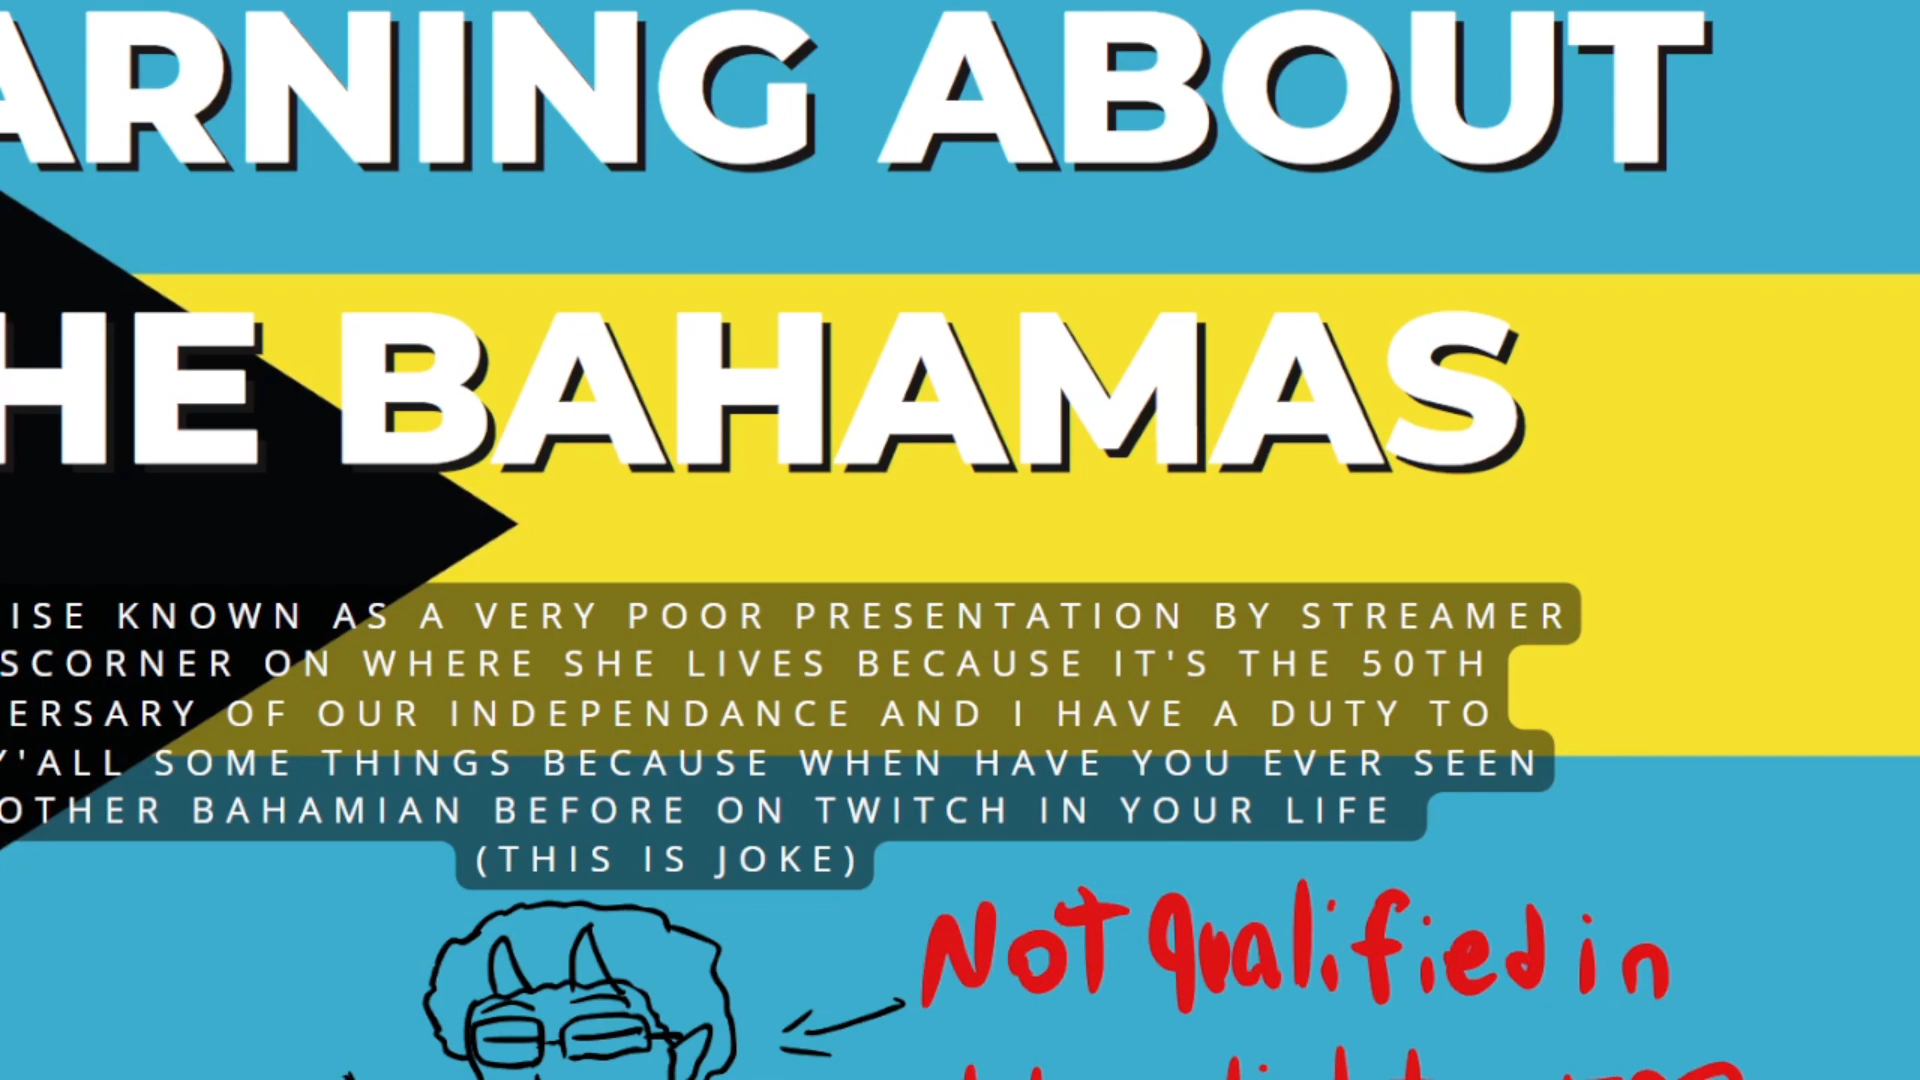 ARNING ABOUT
HE BAHAMAS
ISE KNOWN AS A VERY POOR PRESENTATION BY STREAMER
SCORNER ON WHERE SHE LIVES BECAUSE IT'S THE 50TH
ERSARY OF OUR INDEPENDANCE AND I HAVE A DUTY TO
Y'ALL SOME THINGS BECAUSE WHEN HAVE YOU EVER SEEN
OTHER BAHAMIAN BEFORE ON TWITCH IN YOUR LIFE
(THIS IS JOKE)
Not qualified in